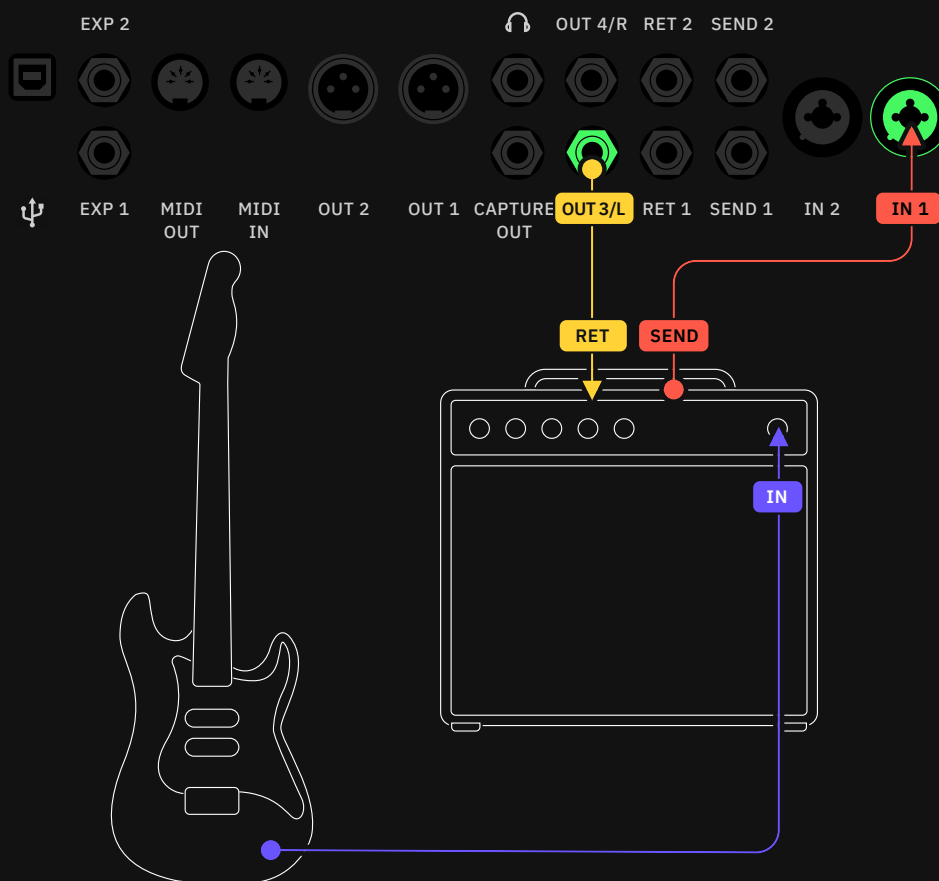 EXP 2
OUT 4/R
RET 2
SEND 2
EXP 1
MIDI
OUT
MIDI
IN
OUT 2
OUT 1
CAPTURE
OUT
OUT 3/L
RET 1
SEND 1
IN 2
IN 1
RET
SEND
IN